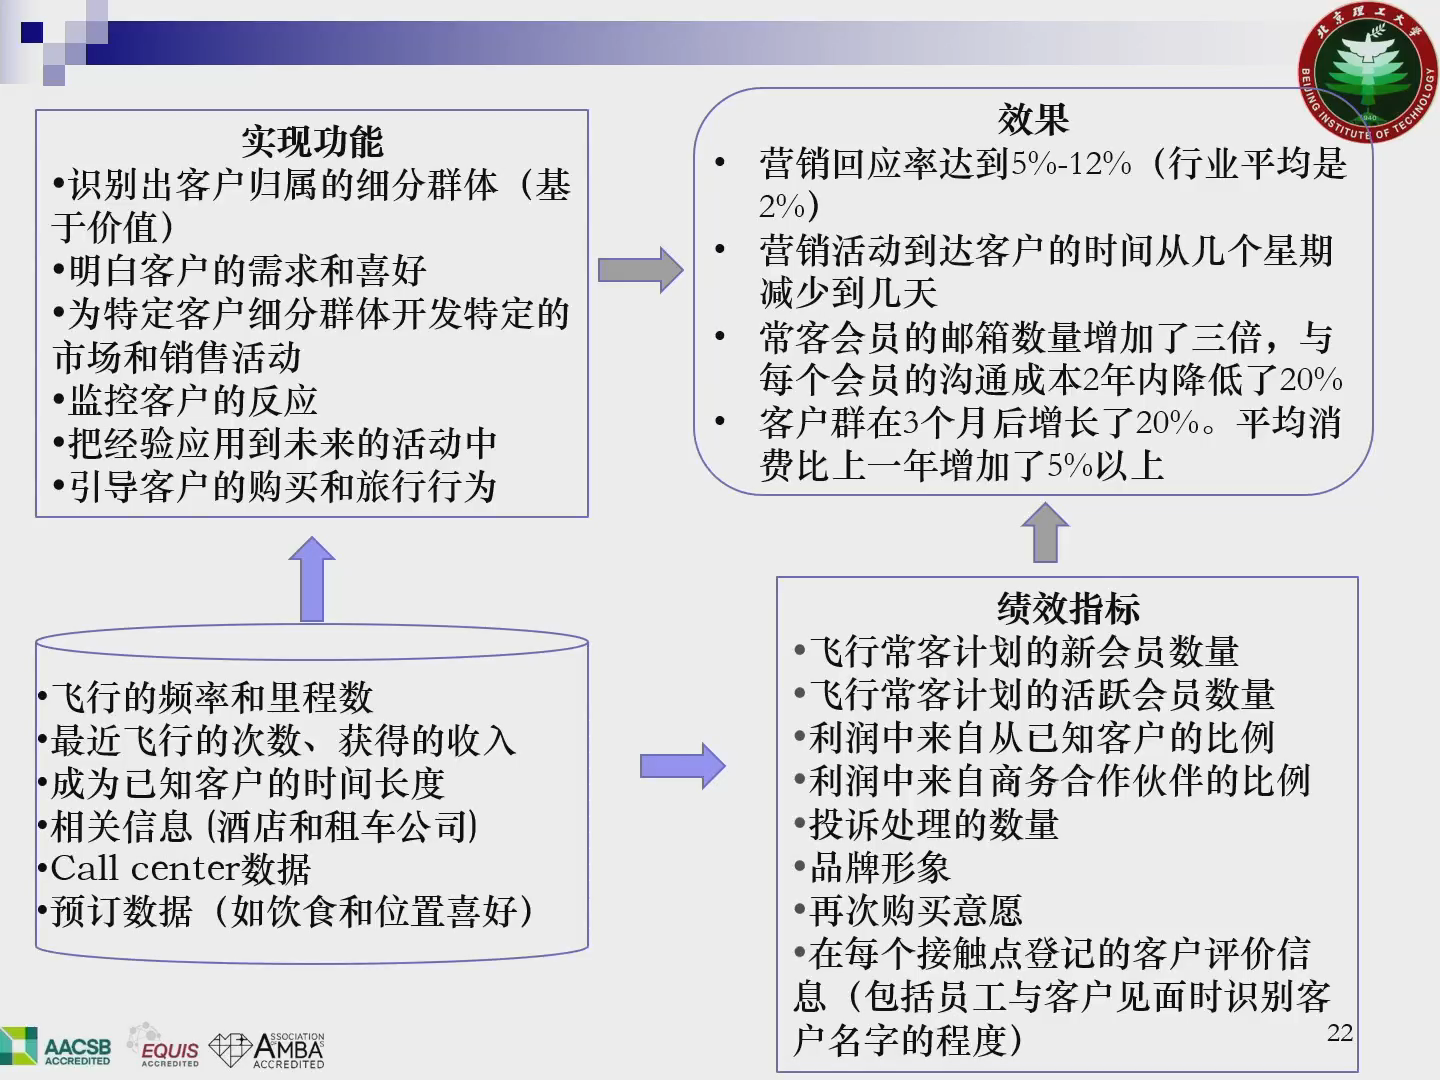 实现功能
•识别出客户归属的细分群体（基
于价值）
•明白客户的需求和喜好
•为特定客户细分群体开发特定的
市场和销售活动
•监控客户的反应
•把经验应用到未来的活动中
•引导客户的购买和旅行行为
北京理工大学
BEIJING INSTITUTE OF TECHNOLOGY
1940
效果
• 营销回应率达到5%-12%（行业平均是
2%）
• 营销活动到达客户的时间从几个星期
减少到几天
• 常客会员的邮箱数量增加了三倍，与
每个会员的沟通成本2年内降低了20%
• 客户群在3个月后增长了20%。平均消
费比上一年增加了5%以上
•飞行的频率和里程数
•最近飞行的次数、获得的收入
•成为已知客户的时间长度
•相关信息 (酒店和租车公司)
•Call center数据
•预订数据（如饮食和位置喜好）
绩效指标
•飞行常客计划的新会员数量
•飞行常客计划的活跃会员数量
•利润中来自从已知客户的比例
•利润中来自商务合作伙伴的比例
•投诉处理的数量
•品牌形象
•再次购买意愿
•在每个接触点登记的客户评价信
息（包括员工与客户见面时识别客
户名字的程度）
22
AACSB
ACCREDITED
EQUIS
ACCREDITED
ASSOCIATION
OF
AMBA
ACCREDITED